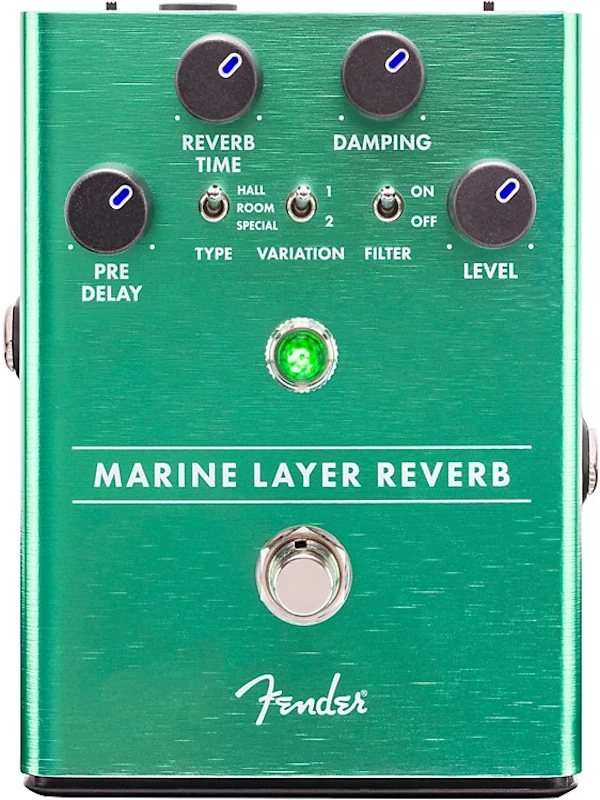 REVERB
TIME
DAMPING
HALL
ROOM
SPECIAL
1
2
ON
OFF
PRE
DELAY
TYPE
VARIATION
FILTER
LEVEL
MARINE LAYER REVERB
Fender®